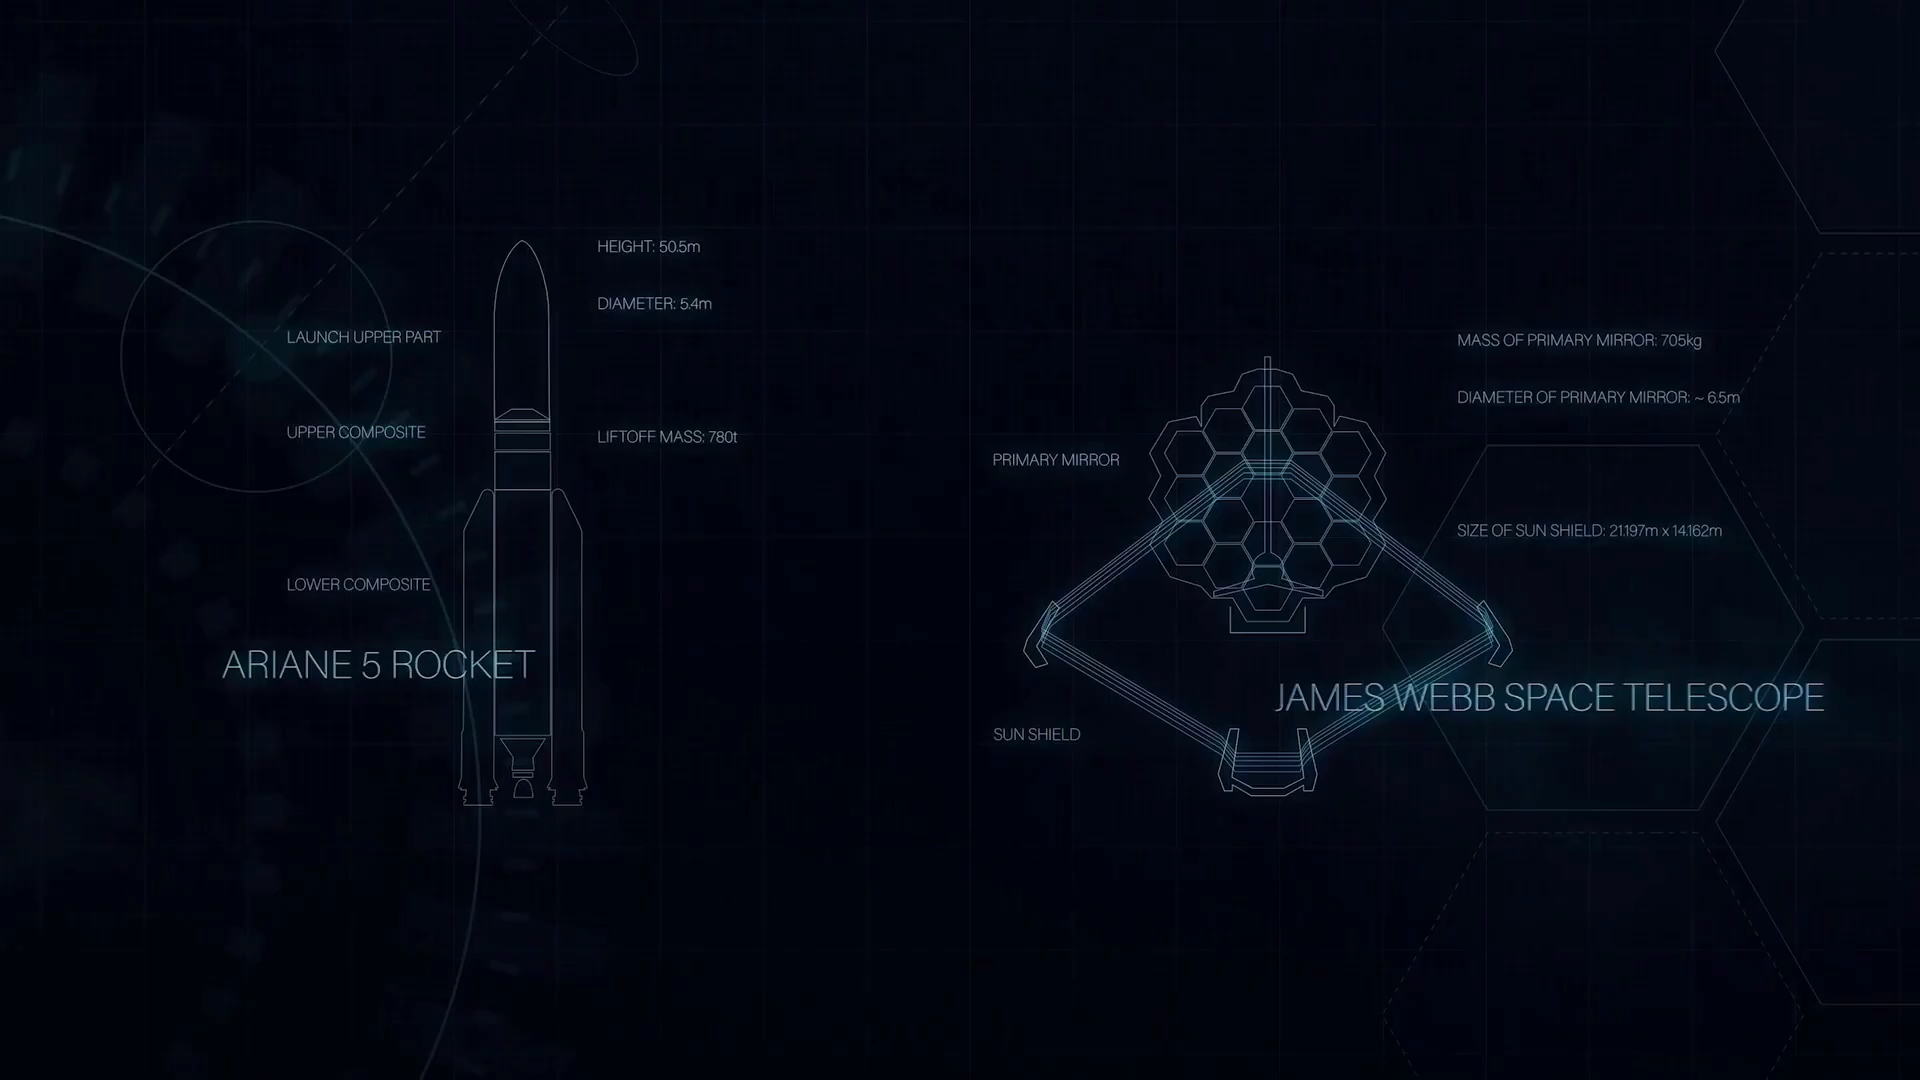 HEIGHT: 50.5m
DIAMETER: 5.4m
LAUNCH UPPER PART
UPPER COMPOSITE
LIFTOFF MASS: 780t
LOWER COMPOSITE
ARIANE 5 ROCKET
MASS OF PRIMARY MIRROR: 705kg
DIAMETER OF PRIMARY MIRROR: ~ 6.5m
PRIMARY MIRROR
SIZE OF SUN SHIELD: 21.197m x 14.162m
JAMES WEBB SPACE TELESCOPE
SUN SHIELD